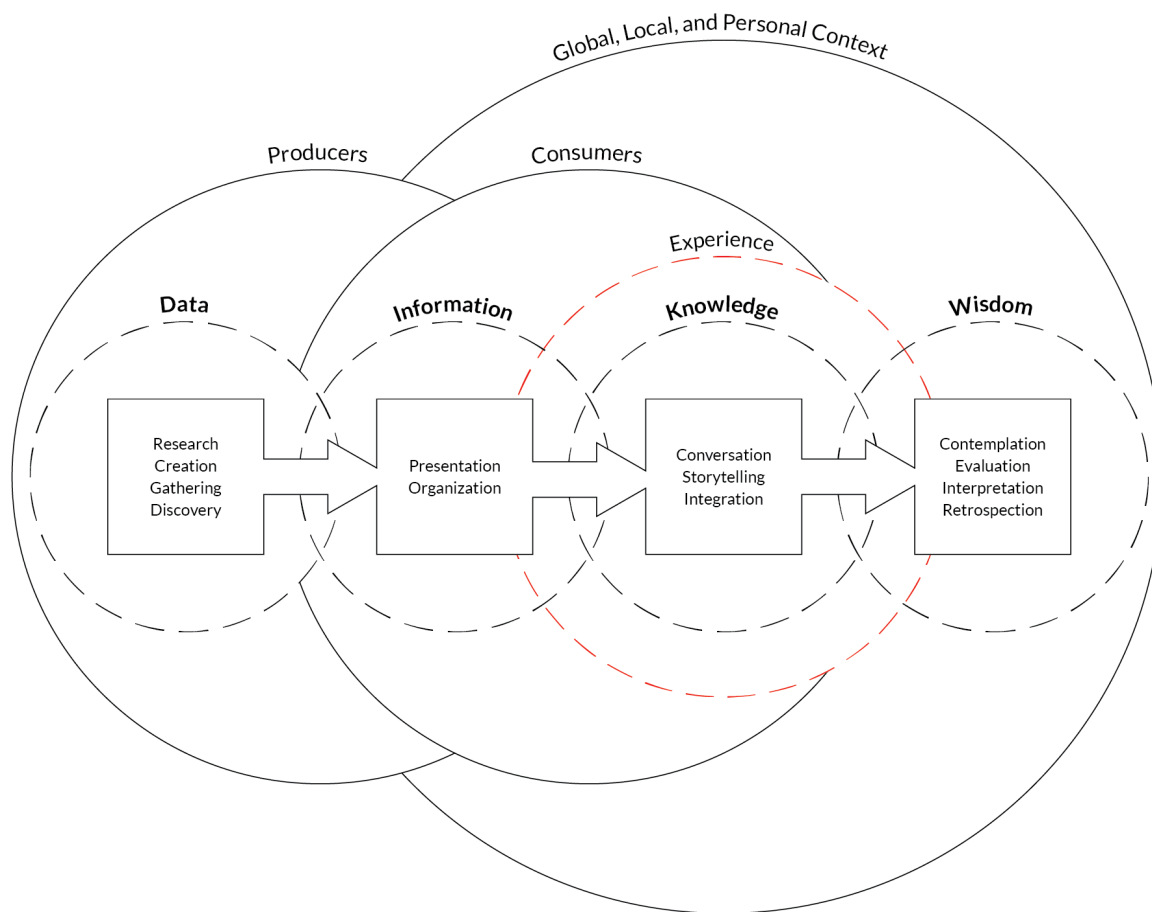 Global, Local, and Personal Context
Producers
Consumers
Experience
Data
Information
Knowledge
Wisdom
Research
Creation
Gathering
Discovery
Presentation
Organization
Conversation
Storytelling
Integration
Contemplation
Evaluation
Interpretation
Retrospection